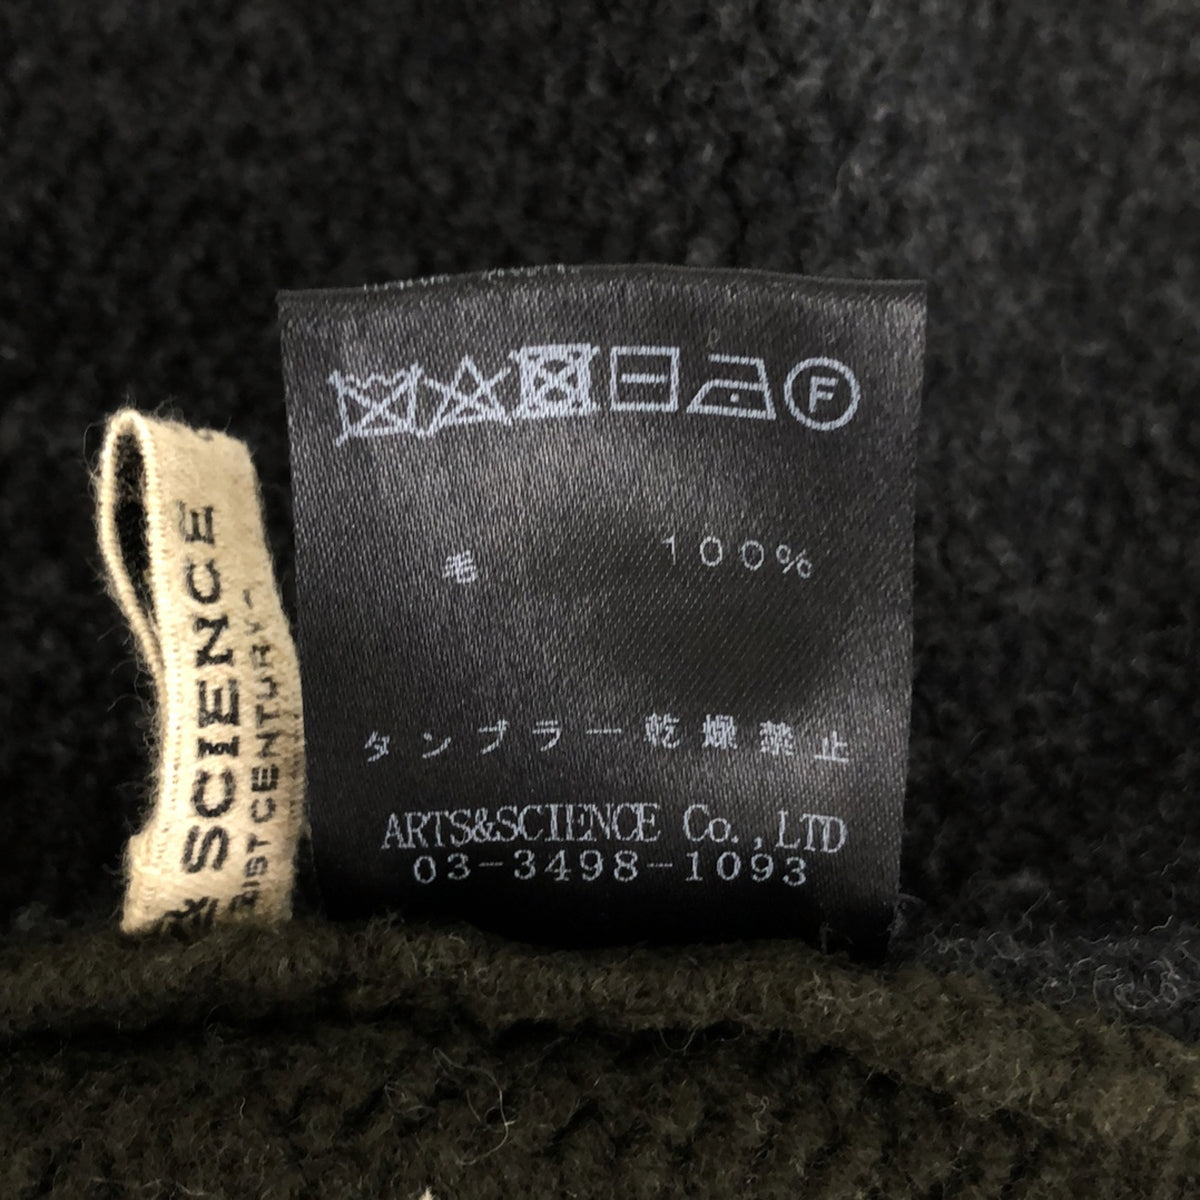 F
毛 100%
タンブラー乾燥禁止
ARTS&SCIENCE Co.,LTD
03-3498-1093
& SCIENCE